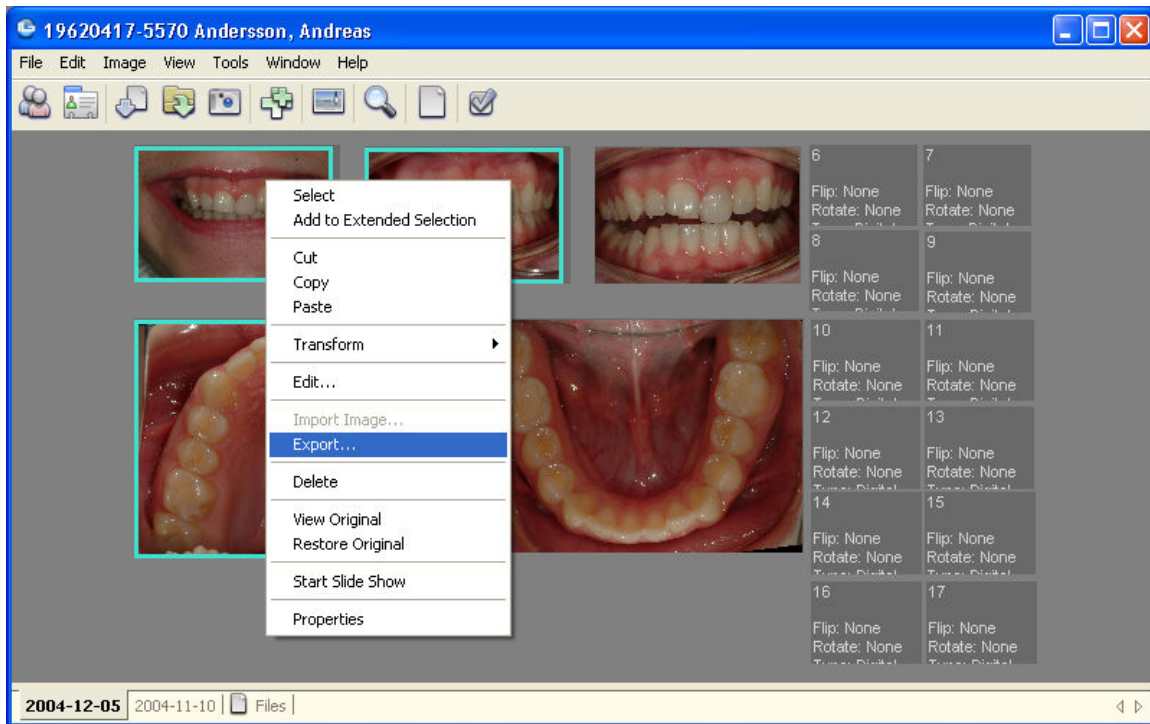 19620417-5570 Andersson, Andreas
File Edit Image View Tools Window Help
Select
Add to Extended Selection
Cut
Copy
Paste
Transform
Edit...
Import Image...
Export...
Delete
View Original
Restore Original
Start Slide Show
Properties
6
Flip: None
Rotate: None
7
Flip: None
Rotate: None
8
Flip: None
Rotate: None
9
Flip: None
Rotate: None
10
Flip: None
Rotate: None
11
Flip: None
Rotate: None
12
Flip: None
Rotate: None
Type: Digital
13
Flip: None
Rotate: None
Type: Digital
14
Flip: None
Rotate: None
15
Flip: None
Rotate: None
16
Flip: None
Rotate: None
17
Flip: None
Rotate: None
2004-12-05 2004-11-10 Files